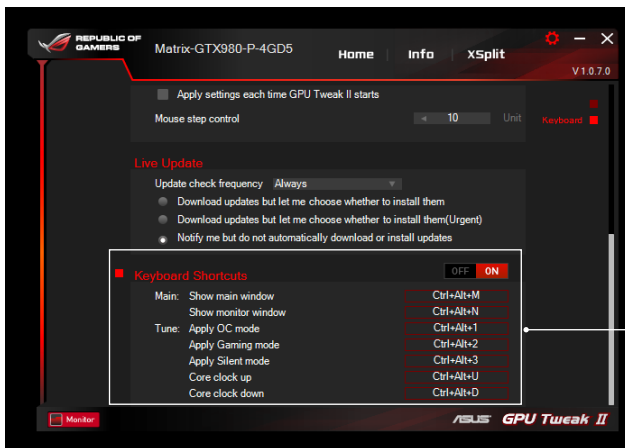 REPUBLIC OF
GAMERS
Matrix-GTX980-P-4GD5
Home
Info
XSplit
V 1.0.7.0
Apply settings each time GPU Tweak II starts
Mouse step control
10
Unit
Keyboard
Live Update
Update check frequency Always
Download updates but let me choose whether to install them
Download updates but let me choose whether to install them(Urgent)
Notify me but do not automatically download or install updates
Keyboard Shortcuts
OFF ON
Main: Show main window Ctrl+Alt+M
Show monitor window Ctrl+Alt+N
Tune: Apply OC mode Ctrl+Alt+1
Apply Gaming mode Ctrl+Alt+2
Apply Silent mode Ctrl+Alt+3
Core clock up Ctrl+Alt+U
Core clock down Ctrl+Alt+D
Monitor
ASUS GPU Tweak II